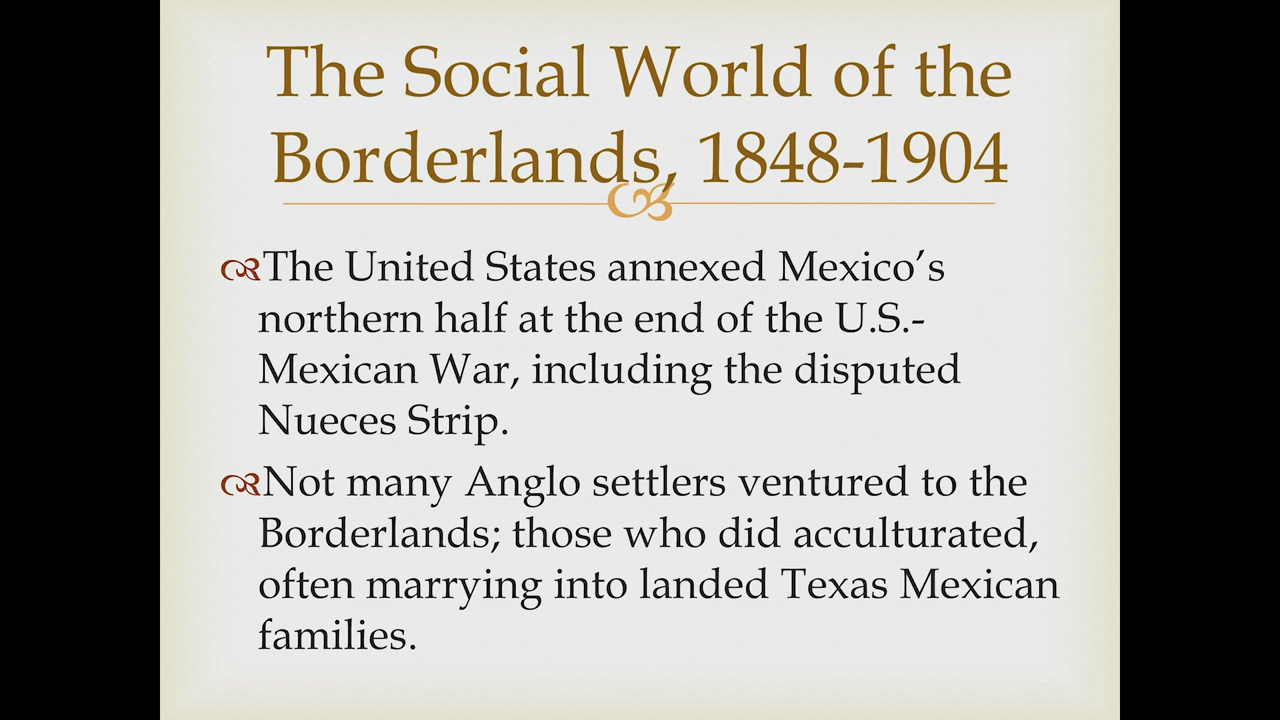 The Social World of the
Borderlands, 1848-1904
The United States annexed Mexico’s
northern half at the end of the U.S.-
Mexican War, including the disputed
Nueces Strip.
Not many Anglo settlers ventured to the
Borderlands; those who did acculturated,
often marrying into landed Texas Mexican
families.